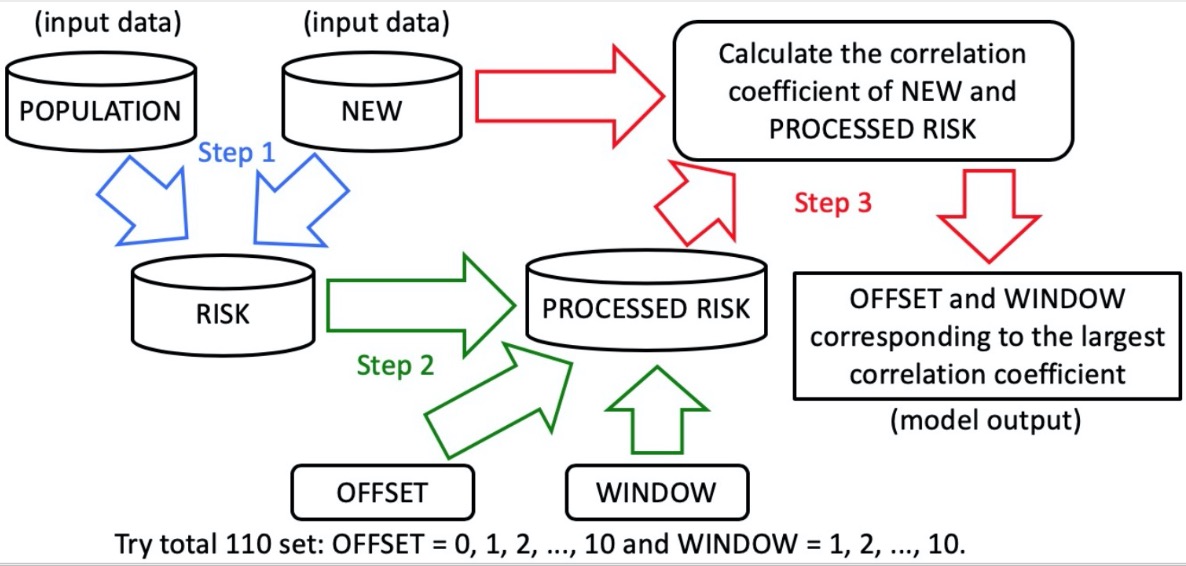 (input data)
(input data)
POPULATION
NEW
Calculate the correlation
coefficient of NEW and
PROCESSED RISK
Step 1
Step 3
RISK
PROCESSED RISK
OFFSET and WINDOW
corresponding to the largest
correlation coefficient
(model output)
Step 2
OFFSET
WINDOW
Try total 110 set: OFFSET = 0, 1, 2, ..., 10 and WINDOW = 1, 2, ..., 10.